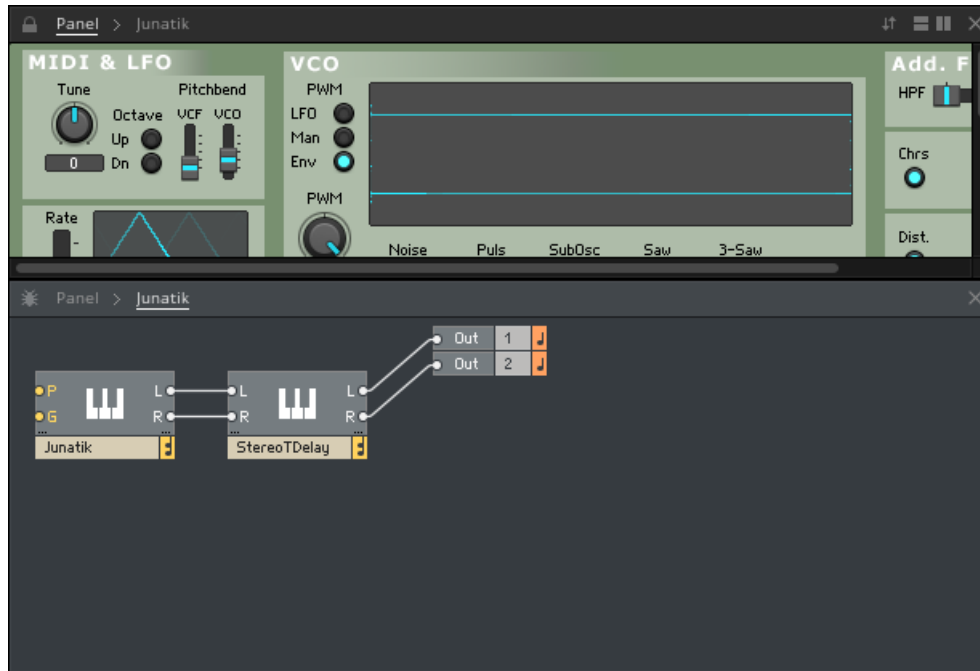 Panel > Junatik
MIDI & LFO
Tune
Pitchbend
Octave
VCF
VCO
Up
0
Dn
Rate
VCO
PWM
LFO
Man
Env
PWM
Noise
Puls
SubOsc
Saw
3-Saw
Add. F
HPF
Chrs
Dist.
Panel > Junatik
Out 1
Out 2
P
L
G
R
...
...
Junatik
L
L
R
R
...
...
StereoTDelay